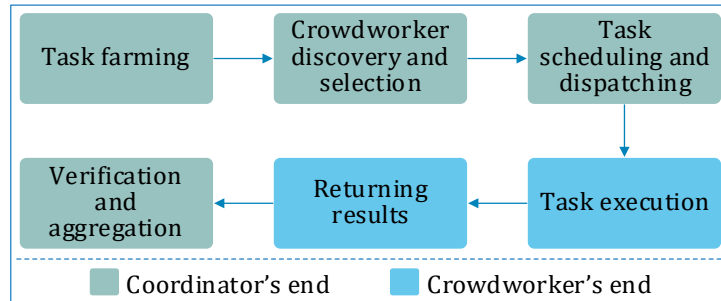 Task farming
Crowdworker
discovery and
selection
Task
scheduling and
dispatching
Verification
and
aggregation
Returning
results
Task execution
Coordinator's end
Crowdworker's end